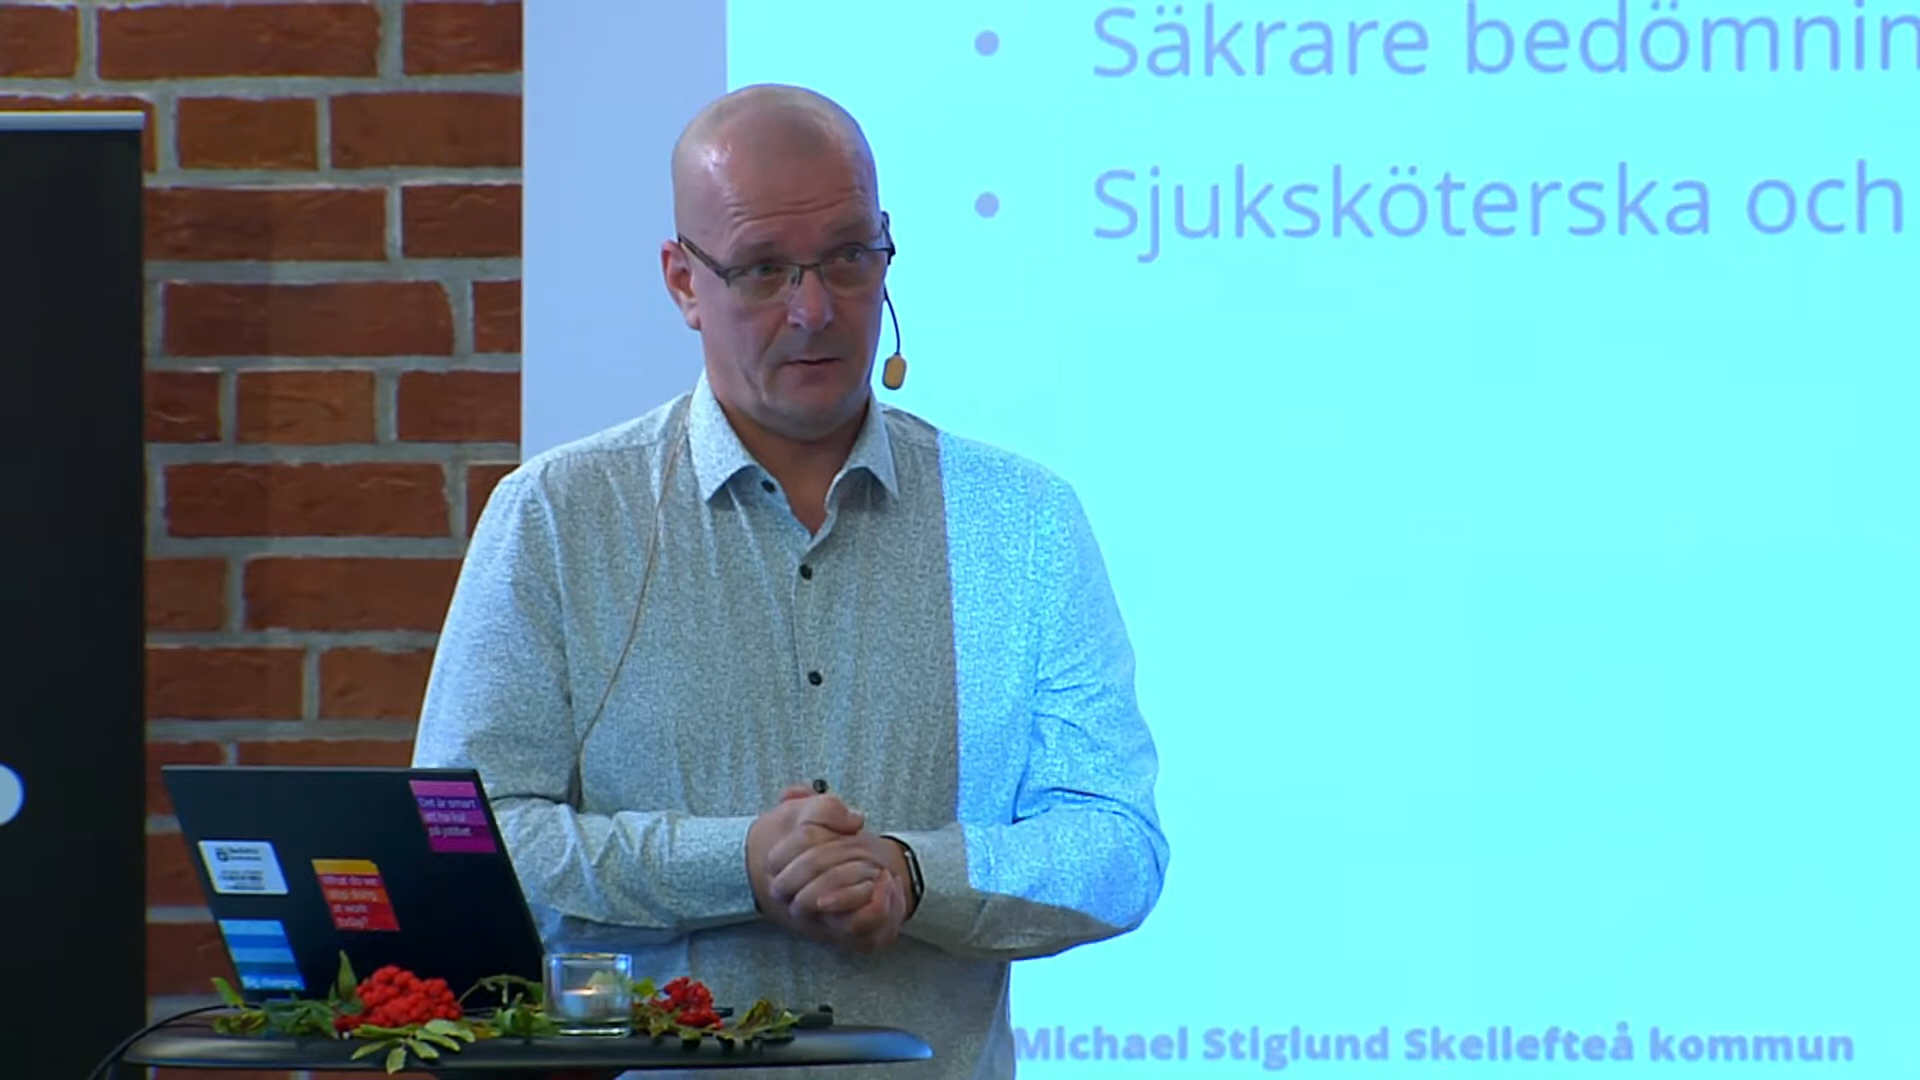 Säkrare bedömnin
Sjuksköterska och
Det är smart
att ha kul
på jobbet
What do we
stop doing
at work
today?
Michael Stiglund Skellefteå kommun